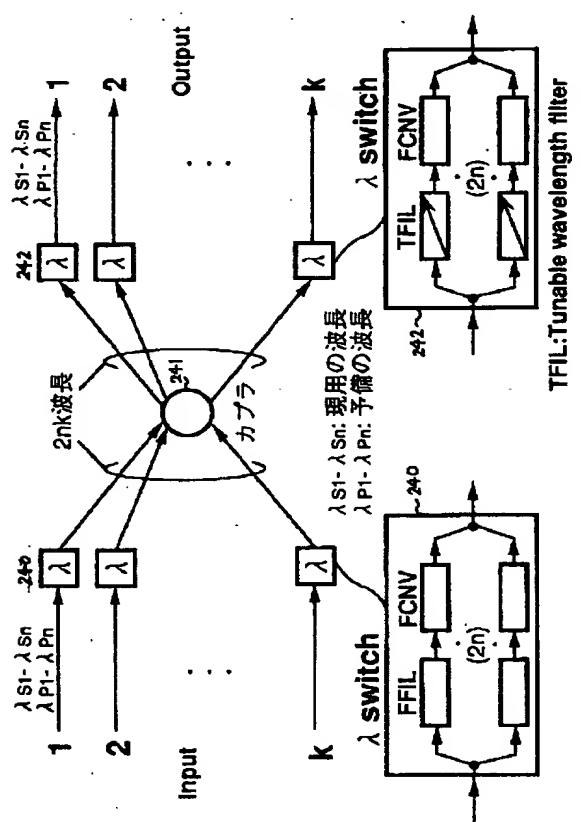 λS1-λSn
λP1-λPn
1
2
k
Input
240
λ
λ
λ
2nk波長
241
カプラ
242
λ
λ
λ
λS1-λSn
λP1-λPn
1
2
k
Output
λS1-λSn: 現用の波長
λP1-λPn: 予備の波長
λ switch
240
FFIL
FCNV
(2n)
λ switch
242
TFIL
FCNV
(2n)
TFIL:Tunable wavelength filter